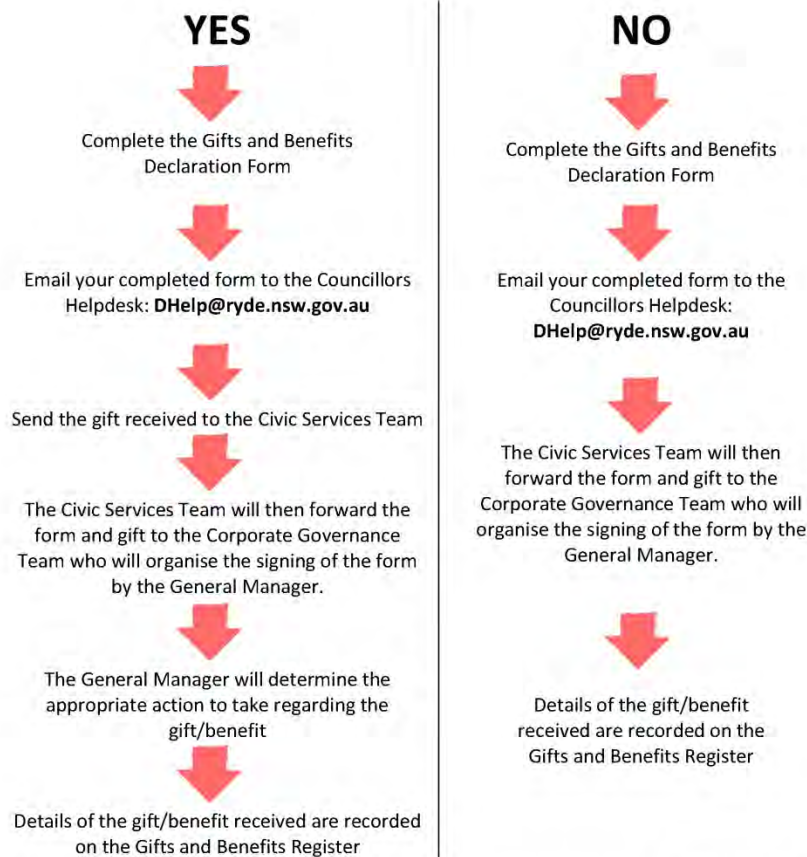 YES
Complete the Gifts and Benefits
Declaration Form
Email your completed form to the Councillors
Helpdesk: DHelp@ryde.nsw.gov.au
Send the gift received to the Civic Services Team
The Civic Services Team will then forward the
form and gift to the Corporate Governance
Team who will organise the signing of the form
by the General Manager.
The General Manager will determine the
appropriate action to take regarding the
gift/benefit
Details of the gift/benefit received are recorded
on the Gifts and Benefits Register
NO
Complete the Gifts and Benefits
Declaration Form
Email your completed form to the
Councillors Helpdesk:
DHelp@ryde.nsw.gov.au
The Civic Services Team will then
forward the form and gift to the
Corporate Governance Team who will
organise the signing of the form by the
General Manager.
Details of the gift/benefit
received are recorded on the
Gifts and Benefits Register